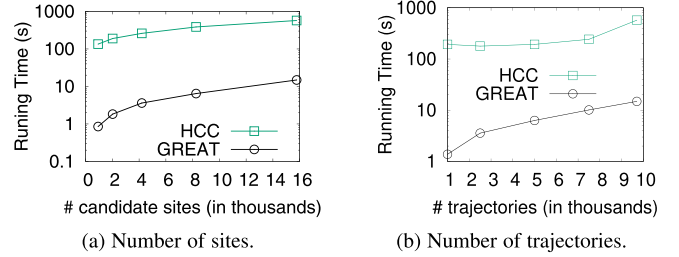 1000
100
10
1
0.1
Runing Time (s)
HCC
GREAT
0 2 4 6 8 10 12 14 16
# candidate sites (in thousands)
(a) Number of sites.
1000
100
10
1
Running Time (s)
HCC
GREAT
1 2 3 4 5 6 7 8 9 10
# trajectories (in thousands)
(b) Number of trajectories.